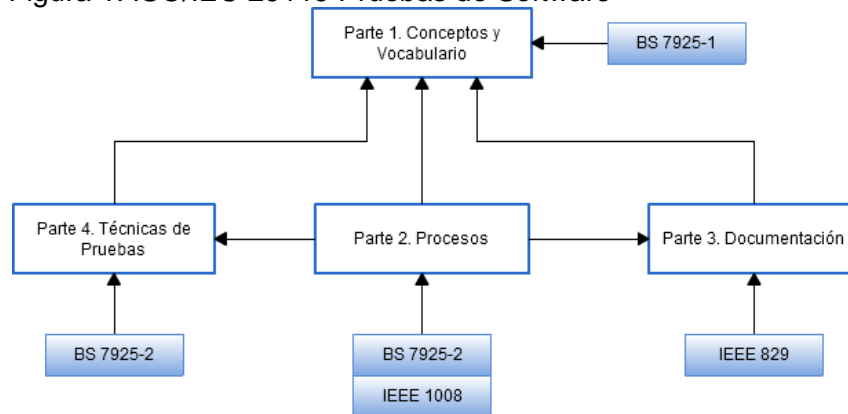 Parte 1. Conceptos y
Vocabulario
BS 7925-1
Parte 4. Técnicas de
Pruebas
Parte 2. Procesos
Parte 3. Documentación
BS 7925-2
BS 7925-2
IEEE 829
IEEE 1008